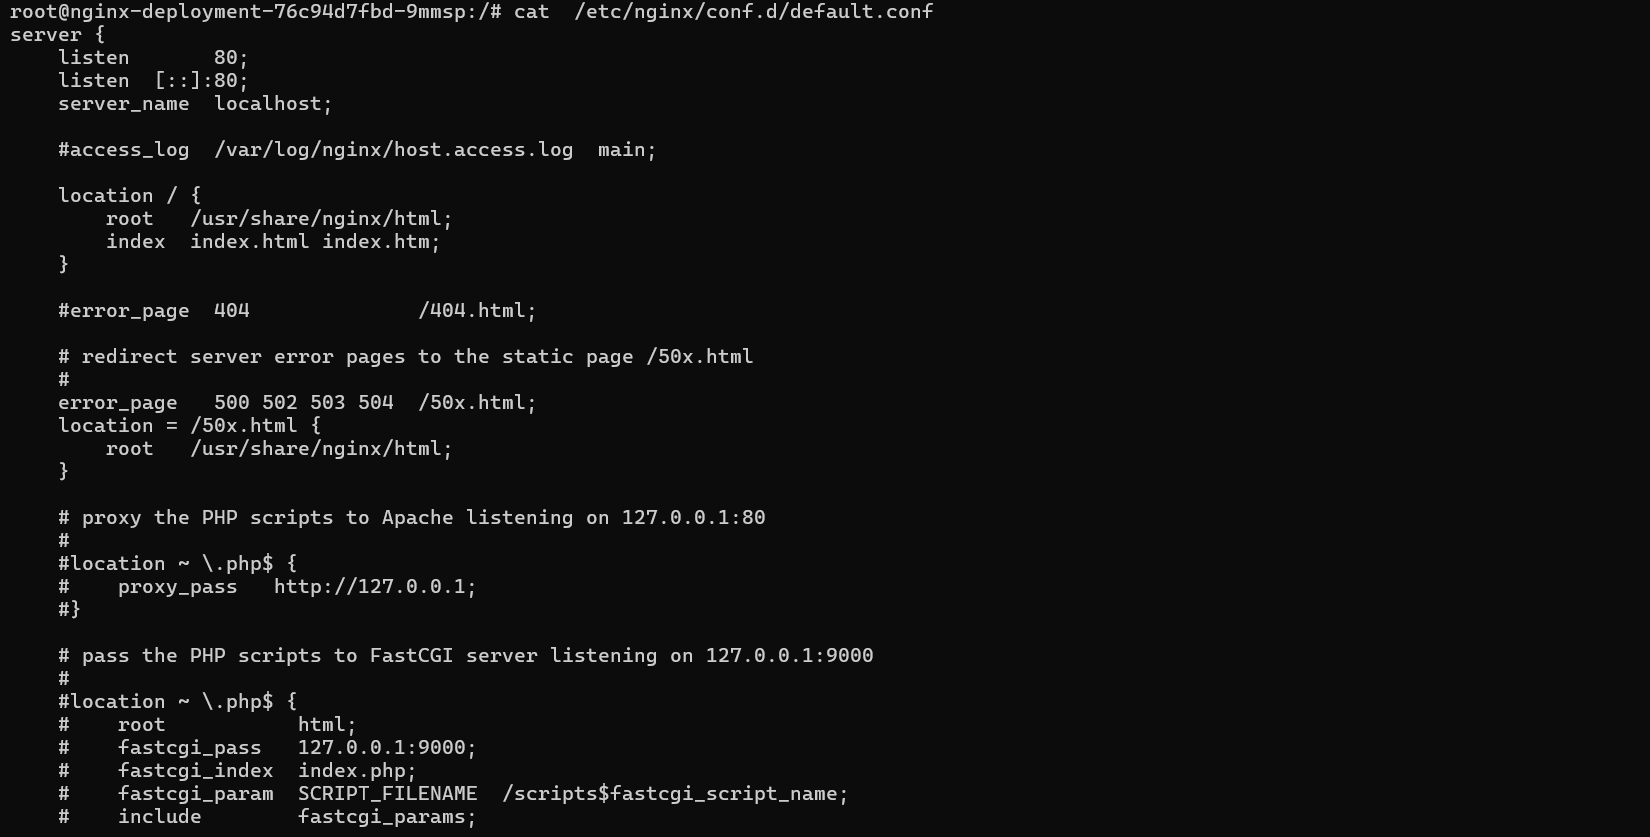 root@nginx-deployment-76c94d7fbd-9mmsp:/# cat  /etc/nginx/conf.d/default.conf
server {
    listen       80;
    listen  [::]:80;
    server_name  localhost;

    #access_log  /var/log/nginx/host.access.log  main;

    location / {
        root   /usr/share/nginx/html;
        index  index.html index.htm;
    }

    #error_page  404              /404.html;

    # redirect server error pages to the static page /50x.html
    #
    error_page   500 502 503 504  /50x.html;
    location = /50x.html {
        root   /usr/share/nginx/html;
    }

    # proxy the PHP scripts to Apache listening on 127.0.0.1:80
    #
    #location ~ \.php$ {
    #    proxy_pass   http://127.0.0.1;
    #}

    # pass the PHP scripts to FastCGI server listening on 127.0.0.1:9000
    #
    #location ~ \.php$ {
    #    root           html;
    #    fastcgi_pass   127.0.0.1:9000;
    #    fastcgi_index  index.php;
    #    fastcgi_param  SCRIPT_FILENAME  /scripts$fastcgi_script_name;
    #    include        fastcgi_params;